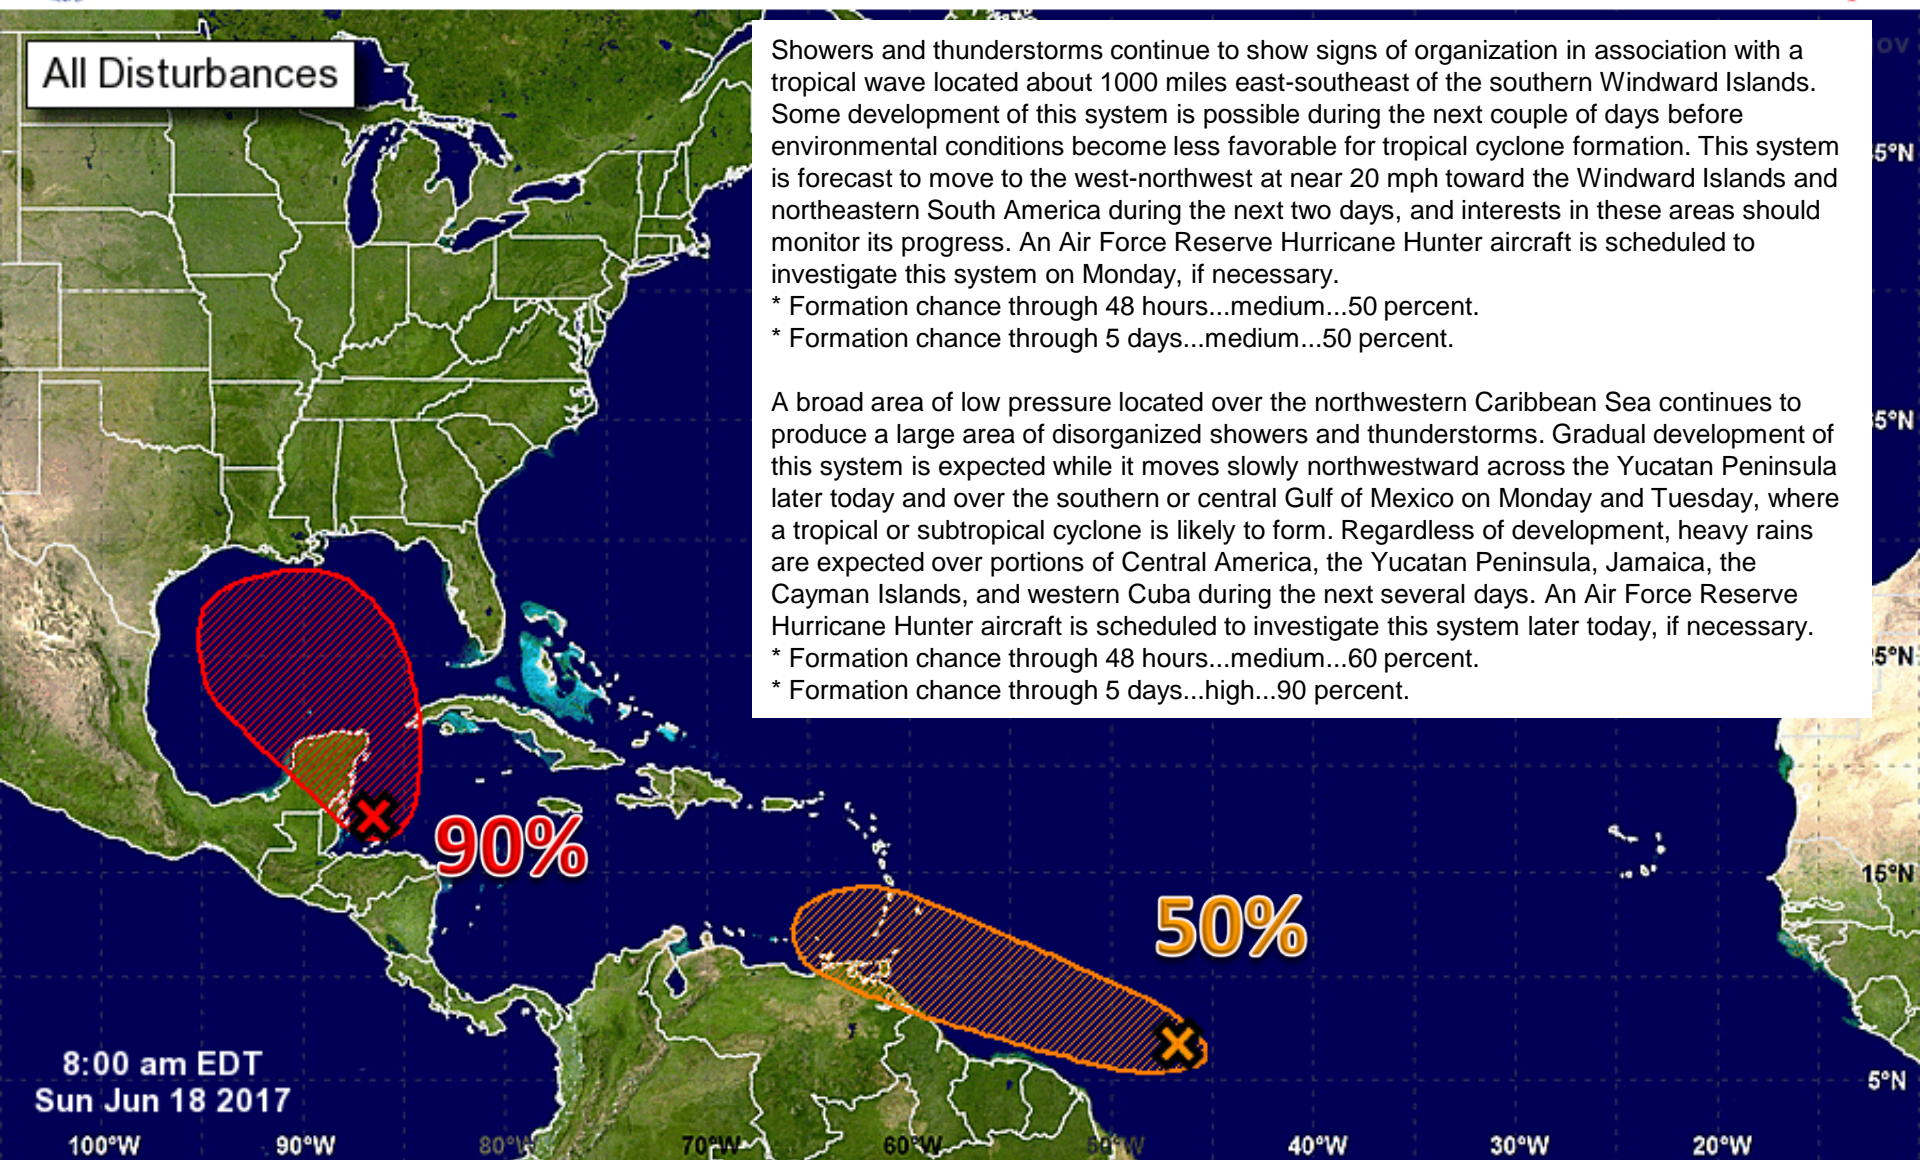 All Disturbances
Showers and thunderstorms continue to show signs of organization in association with a
tropical wave located about 1000 miles east-southeast of the southern Windward Islands.
Some development of this system is possible during the next couple of days before
environmental conditions become less favorable for tropical cyclone formation. This system
is forecast to move to the west-northwest at near 20 mph toward the Windward Islands and
northeastern South America during the next two days, and interests in these areas should
monitor its progress. An Air Force Reserve Hurricane Hunter aircraft is scheduled to
investigate this system on Monday, if necessary.
* Formation chance through 48 hours...medium...50 percent.
* Formation chance through 5 days...medium...50 percent.
A broad area of low pressure located over the northwestern Caribbean Sea continues to
produce a large area of disorganized showers and thunderstorms. Gradual development of
this system is expected while it moves slowly northwestward across the Yucatan Peninsula
later today and over the southern or central Gulf of Mexico on Monday and Tuesday, where
a tropical or subtropical cyclone is likely to form. Regardless of development, heavy rains
are expected over portions of Central America, the Yucatan Peninsula, Jamaica, the
Cayman Islands, and western Cuba during the next several days. An Air Force Reserve
Hurricane Hunter aircraft is scheduled to investigate this system later today, if necessary.
* Formation chance through 48 hours...medium...60 percent.
* Formation chance through 5 days...high...90 percent.
ov
5°N
5°N
5°N
90%
15°N
50%
8:00 am EDT
Sun Jun 18 2017
5°N
100°W 90°W 80°W 70°W 60°W 50°W 40°W 30°W 20°W